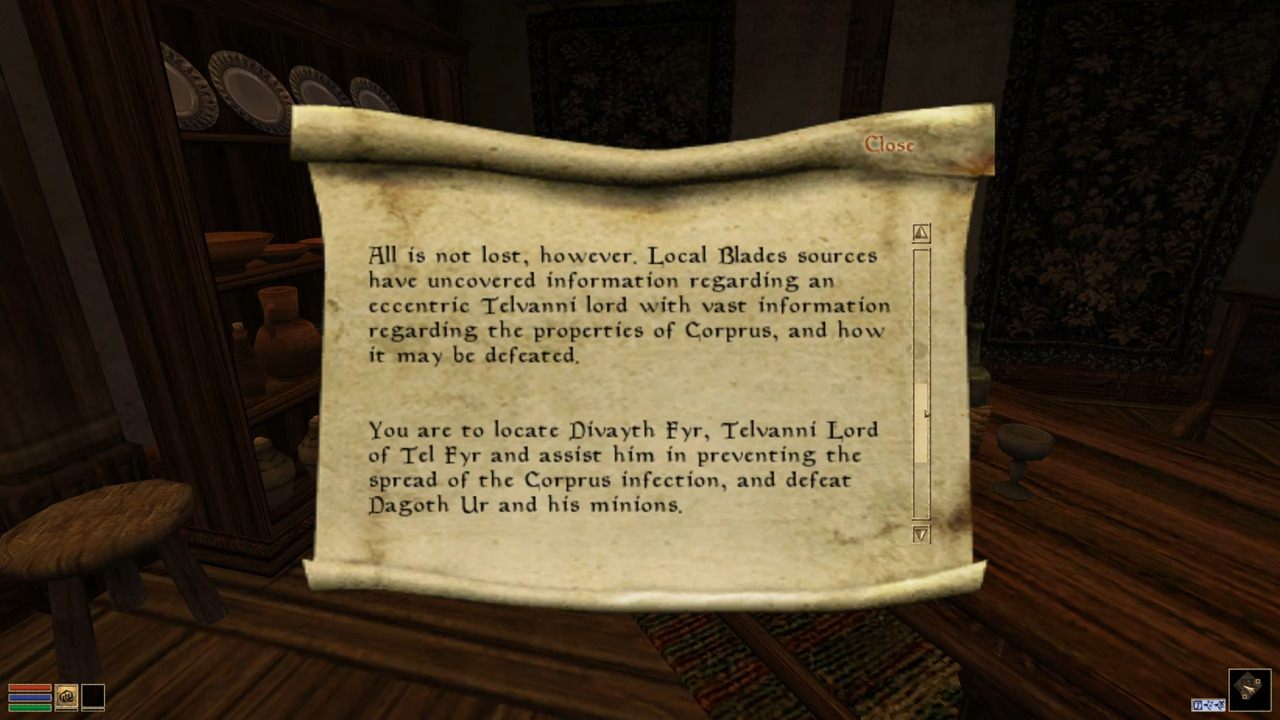 Close
All is not lost, however. Local Blades sources
have uncovered information regarding an
eccentric Telvanni lord with vast information
regarding the properties of Corprus, and how
it may be defeated.
You are to locate Divayth Fyr, Telvanni Lord
of Tel Fyr and assist him in preventing the
spread of the Corprus infection, and defeat
Dagoth Ur and his minions.